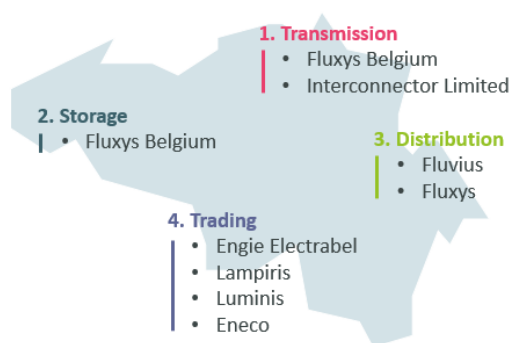 1. Transmission
• Fluxys Belgium
• Interconnector Limited
2. Storage
• Fluxys Belgium
3. Distribution
• Fluvius
• Fluxys
4. Trading
• Engie Electrabel
• Lampiris
• Luminis
• Eneco